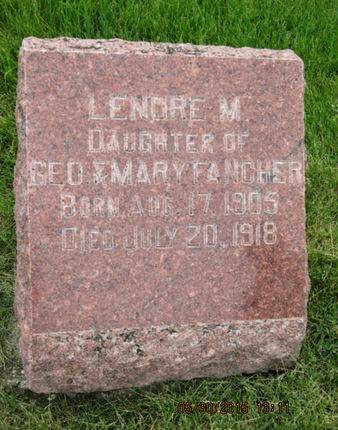 LENORE M.
DAUGHTER OF
GEO. & MARY FANCHER
BORN AUG. 17, 1905
DIED JULY 20, 1918
05/30/2015 13:11